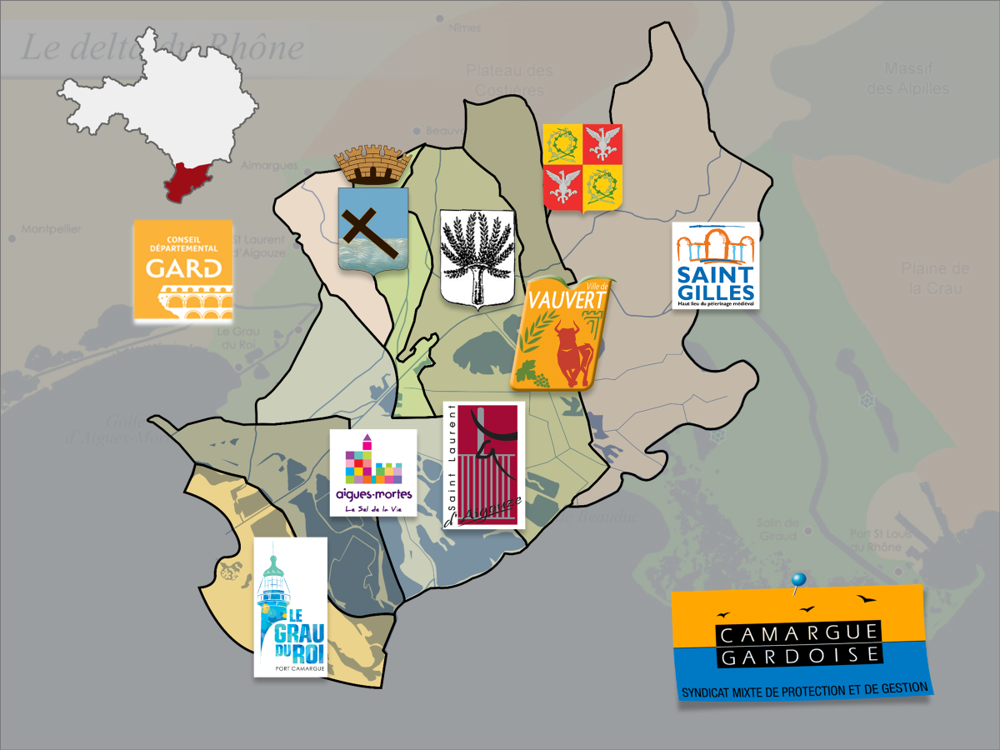 Le delta du Rhône
Nîmes
Plateau des
Costières
Massif
des Alpilles
Aimargues
Montpellier
St Laurent
d'Aigouze
CONSEIL
DÉPARTEMENTAL
GARD
Plaine de
la Crau
Le Grau
du Roi
Ville de
VAUVERT
SAINT
GILLES
Haut lieu du pèlerinage médiéval
aigues-mortes
Le Sel de la Vie
Saint Laurent
d'Aigouze
Salin de
Giraud
Port St Louis
du Rhône
LE
GRAU
DU ROI
PORT CAMARGUE
CAMARGUE
GARDOISE
SYNDICAT MIXTE DE PROTECTION ET DE GESTION